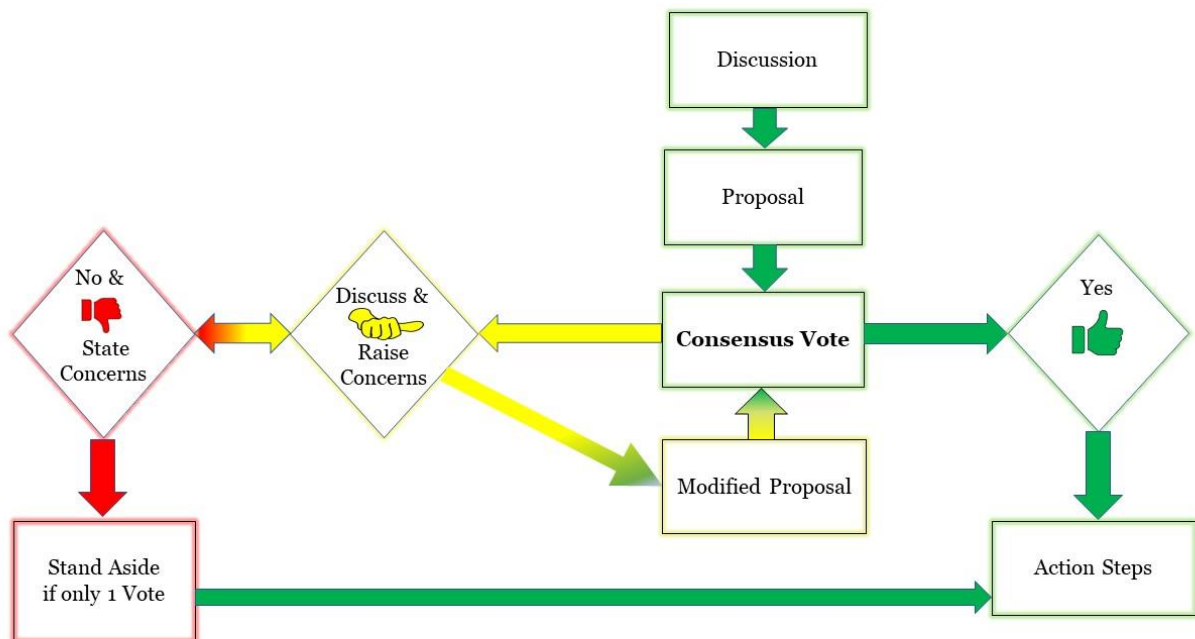 Discussion
Proposal
No &
State
Concerns
Discuss &
Raise
Concerns
Consensus Vote
Yes
Modified Proposal
Stand Aside
if only 1 Vote
Action Steps